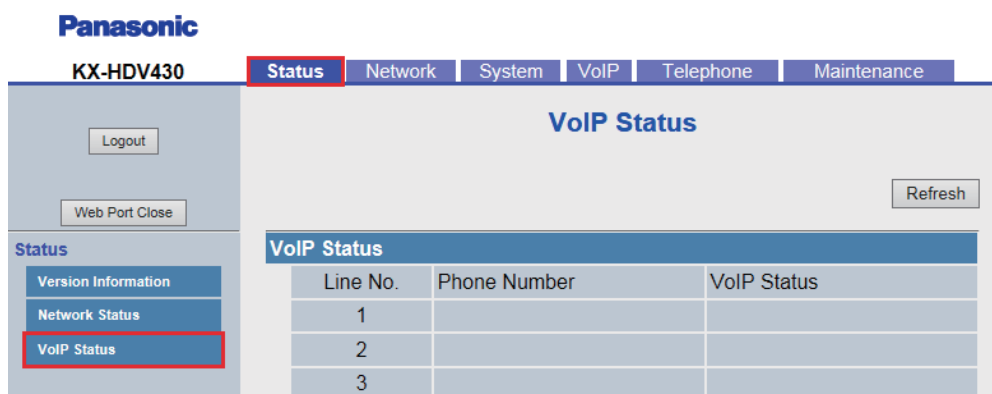 Panasonic
KX-HDV430
Status Network System VoIP Telephone Maintenance
Logout
Web Port Close
Status
Version Information
Network Status
VoIP Status
VoIP Status
Refresh
VoIP Status
Line No. Phone Number VoIP Status
1
2
3